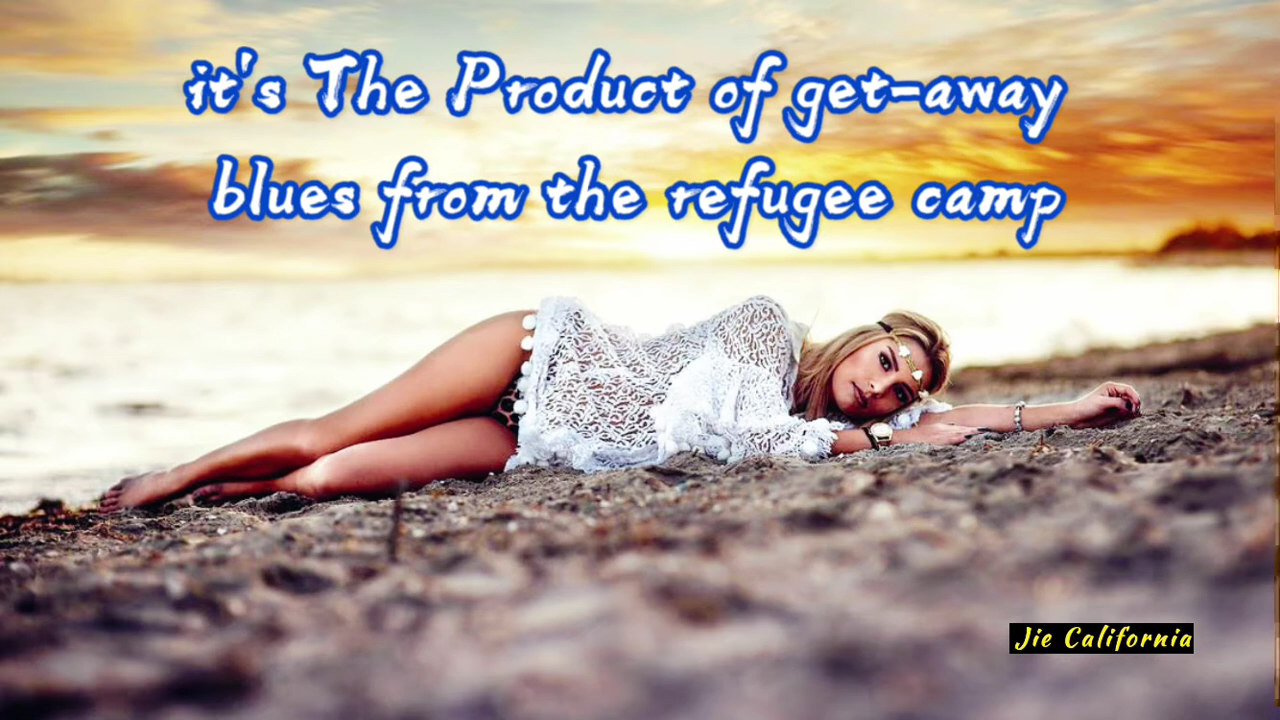 it's The Product of get-away
blues from the refugee camp
Jie California